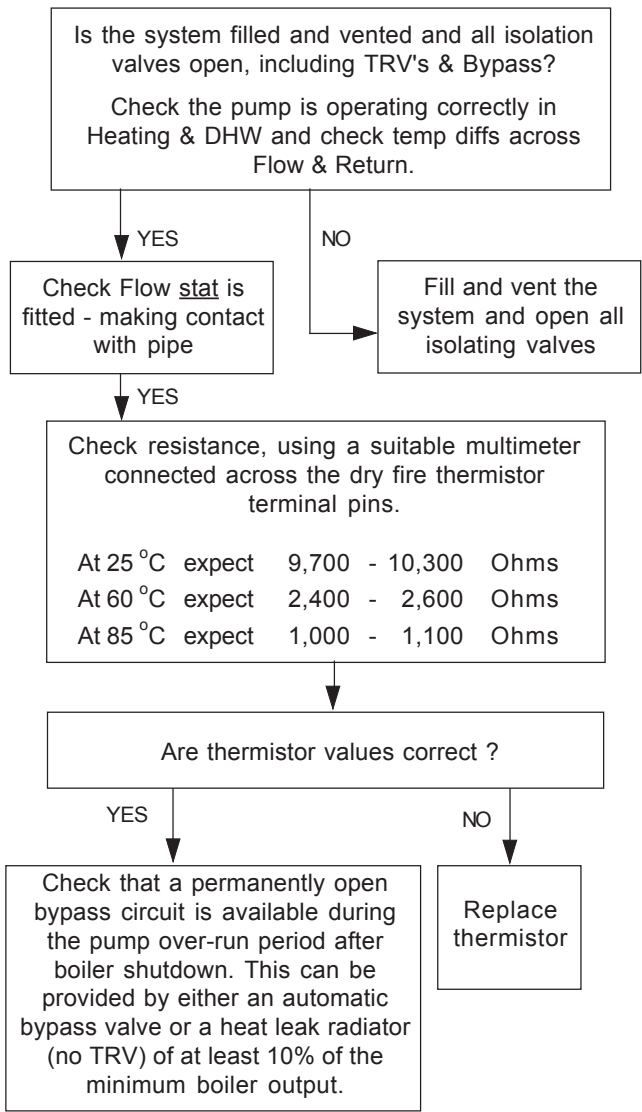 Is the system filled and vented and all isolation
valves open, including TRV's & Bypass?
Check the pump is operating correctly in
Heating & DHW and check temp diffs across
Flow & Return.
YES
NO
Check Flow stat is
fitted - making contact
with pipe
Fill and vent the
system and open all
isolating valves
YES
Check resistance, using a suitable multimeter
connected across the dry fire thermistor
terminal pins.
At 25 °C expect 9,700 - 10,300 Ohms
At 60 °C expect 2,400 - 2,600 Ohms
At 85 °C expect 1,000 - 1,100 Ohms
Are thermistor values correct ?
YES
NO
Check that a permanently open
bypass circuit is available during
the pump over-run period after
boiler shutdown. This can be
provided by either an automatic
bypass valve or a heat leak radiator
(no TRV) of at least 10% of the
minimum boiler output.
Replace
thermistor